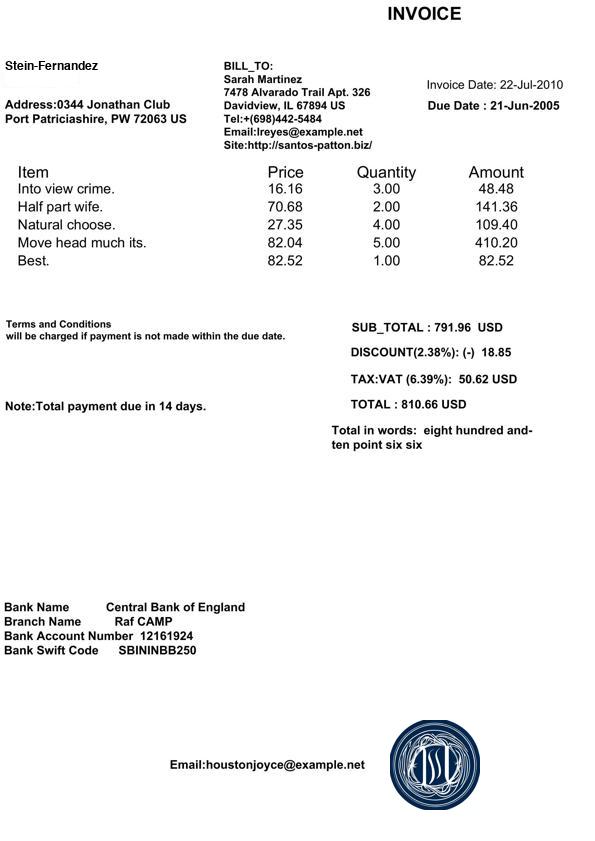 INVOICE
Stein-Fernandez
Address:0344 Jonathan Club
Port Patriciashire, PW 72063 US
BILL_TO:
Sarah Martinez
7478 Alvarado Trail Apt. 326
Davidview, IL 67894 US
Tel:+(698)442-5484
Email:lreyes@example.net
Site:http://santos-patton.biz/
Invoice Date: 22-Jul-2010
Due Date : 21-Jun-2005
Item Price Quantity Amount
Into view crime. 16.16 3.00 48.48
Half part wife. 70.68 2.00 141.36
Natural choose. 27.35 4.00 109.40
Move head much its. 82.04 5.00 410.20
Best. 82.52 1.00 82.52
Terms and Conditions
will be charged if payment is not made within the due date.
Note:Total payment due in 14 days.
SUB_TOTAL : 791.96 USD
DISCOUNT(2.38%): (-) 18.85
TAX:VAT (6.39%): 50.62 USD
TOTAL : 810.66 USD
Total in words: eight hundred and-
ten point six six
Bank Name Central Bank of England
Branch Name Raf CAMP
Bank Account Number 12161924
Bank Swift Code SBININBB250
Email:houstonjoyce@example.net